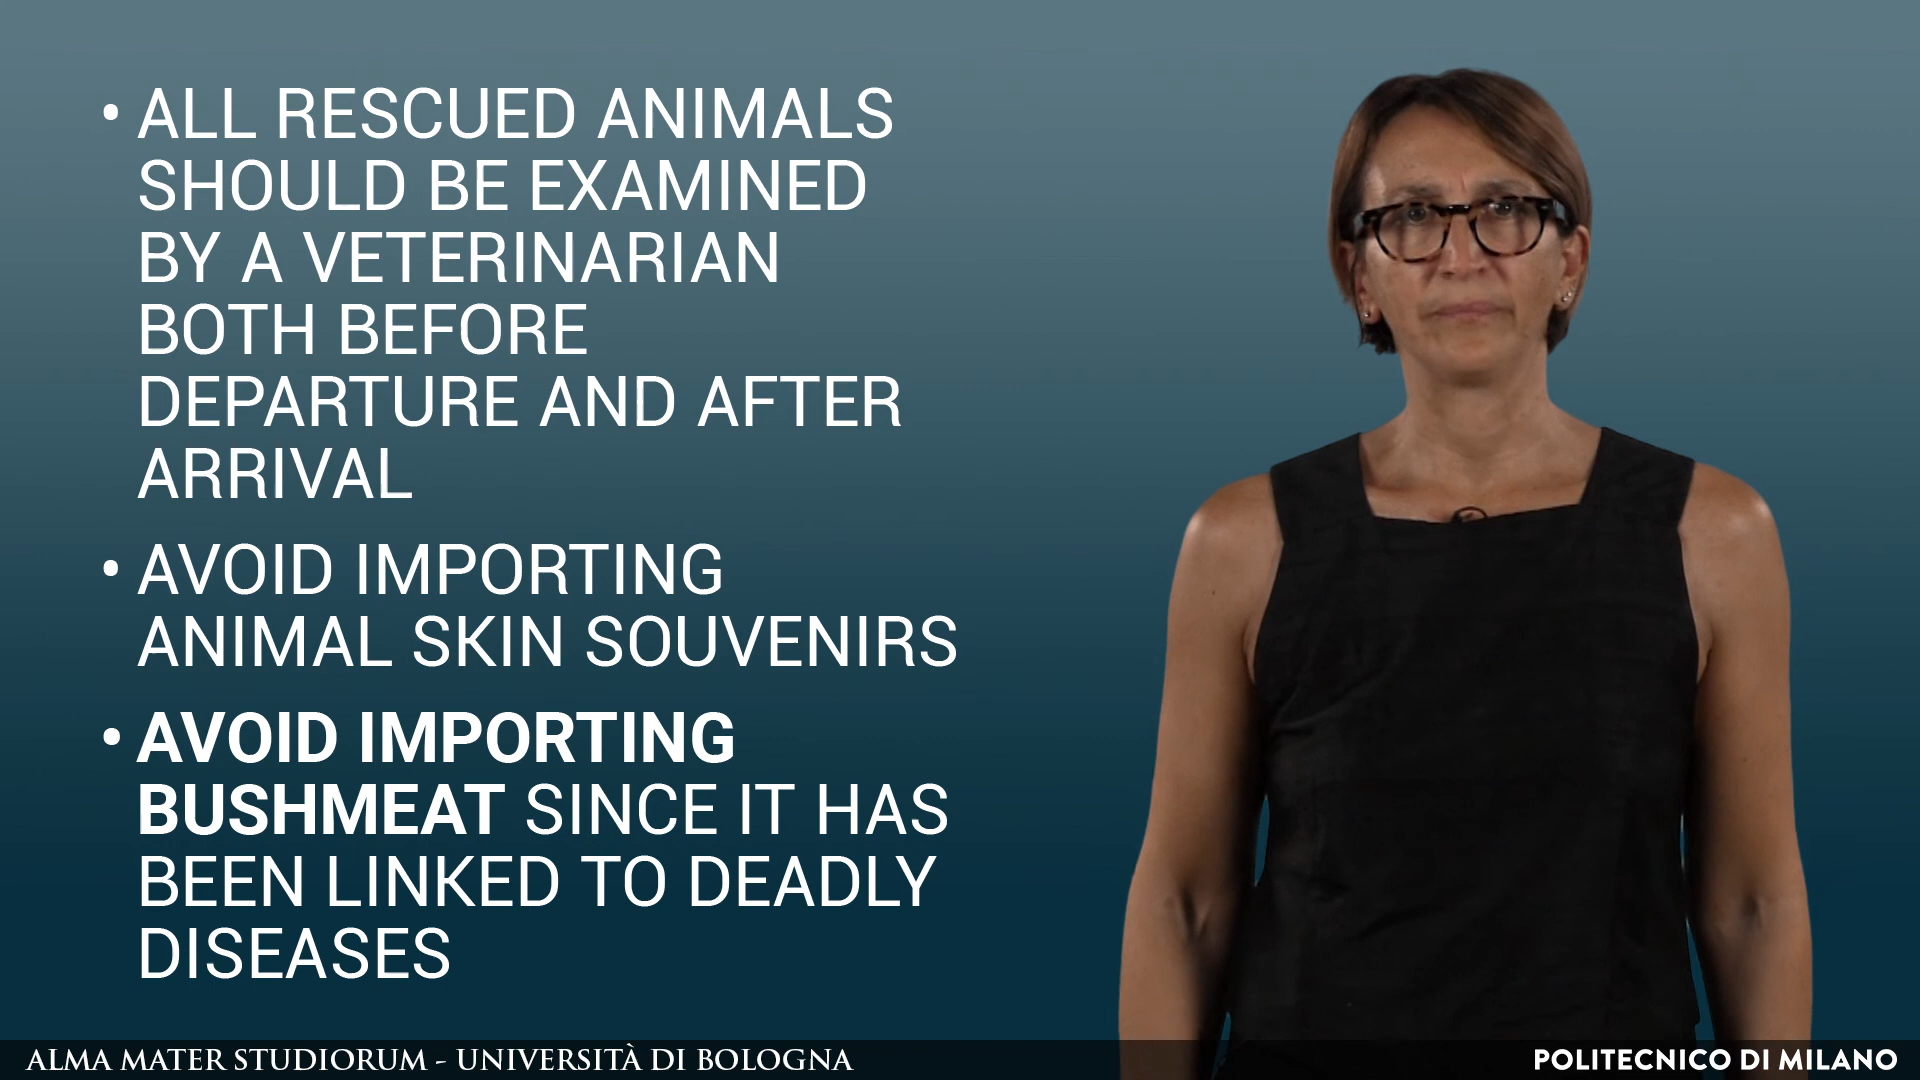 • ALL RESCUED ANIMALS
SHOULD BE EXAMINED
BY A VETERINARIAN
BOTH BEFORE
DEPARTURE AND AFTER
ARRIVAL
• AVOID IMPORTING
ANIMAL SKIN SOUVENIRS
• AVOID IMPORTING
BUSHMEAT SINCE IT HAS
BEEN LINKED TO DEADLY
DISEASES
ALMA MATER STUDIORUM - UNIVERSITÀ DI BOLOGNA
POLITECNICO DI MILANO